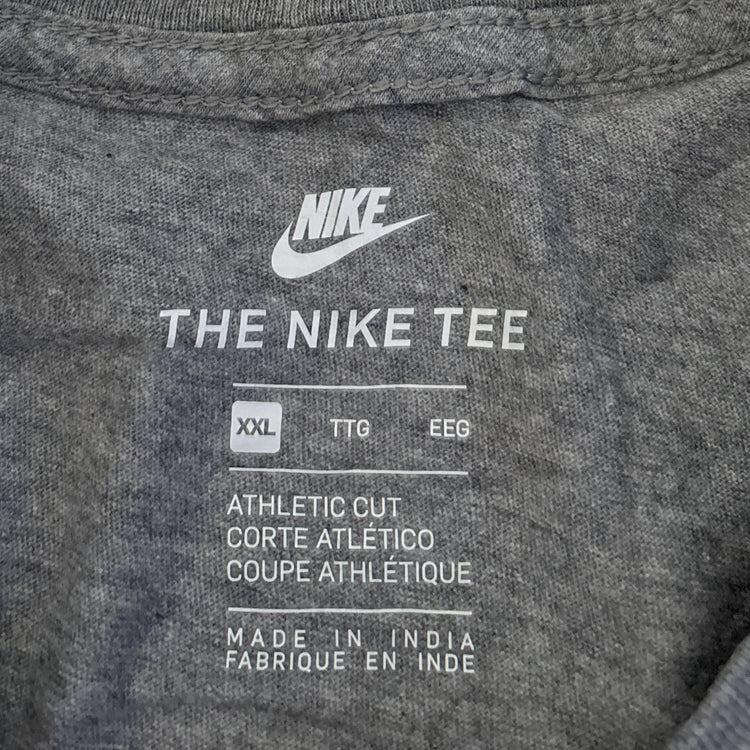 NIKE
THE NIKE TEE
XXL TTG EEG
ATHLETIC CUT
CORTE ATLÉTICO
COUPE ATHLÉTIQUE
MADE IN INDIA
FABRIQUE EN INDE